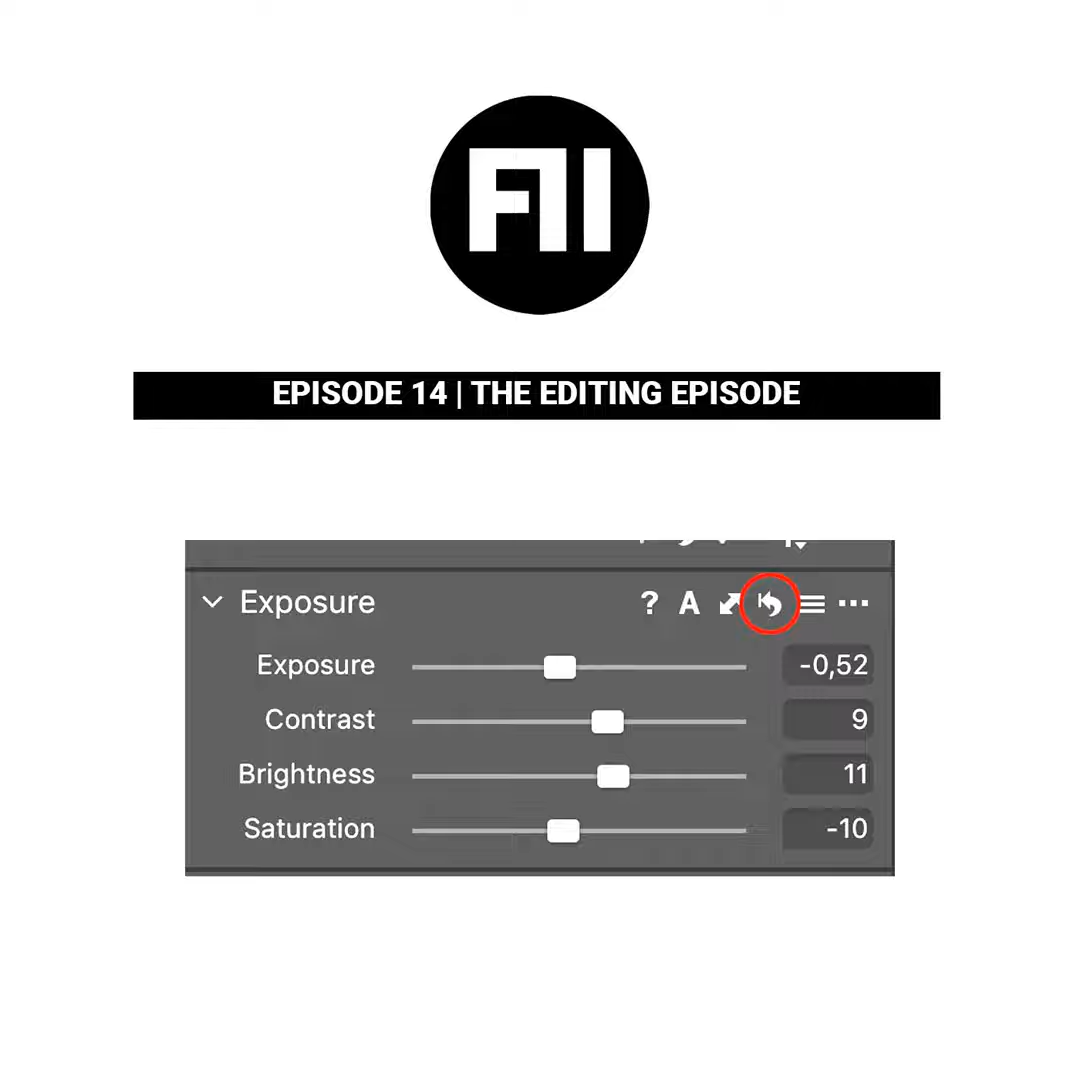 EPISODE 14 | THE EDITING EPISODE
Exposure ? A
Exposure -0,52
Contrast 9
Brightness 11
Saturation -10